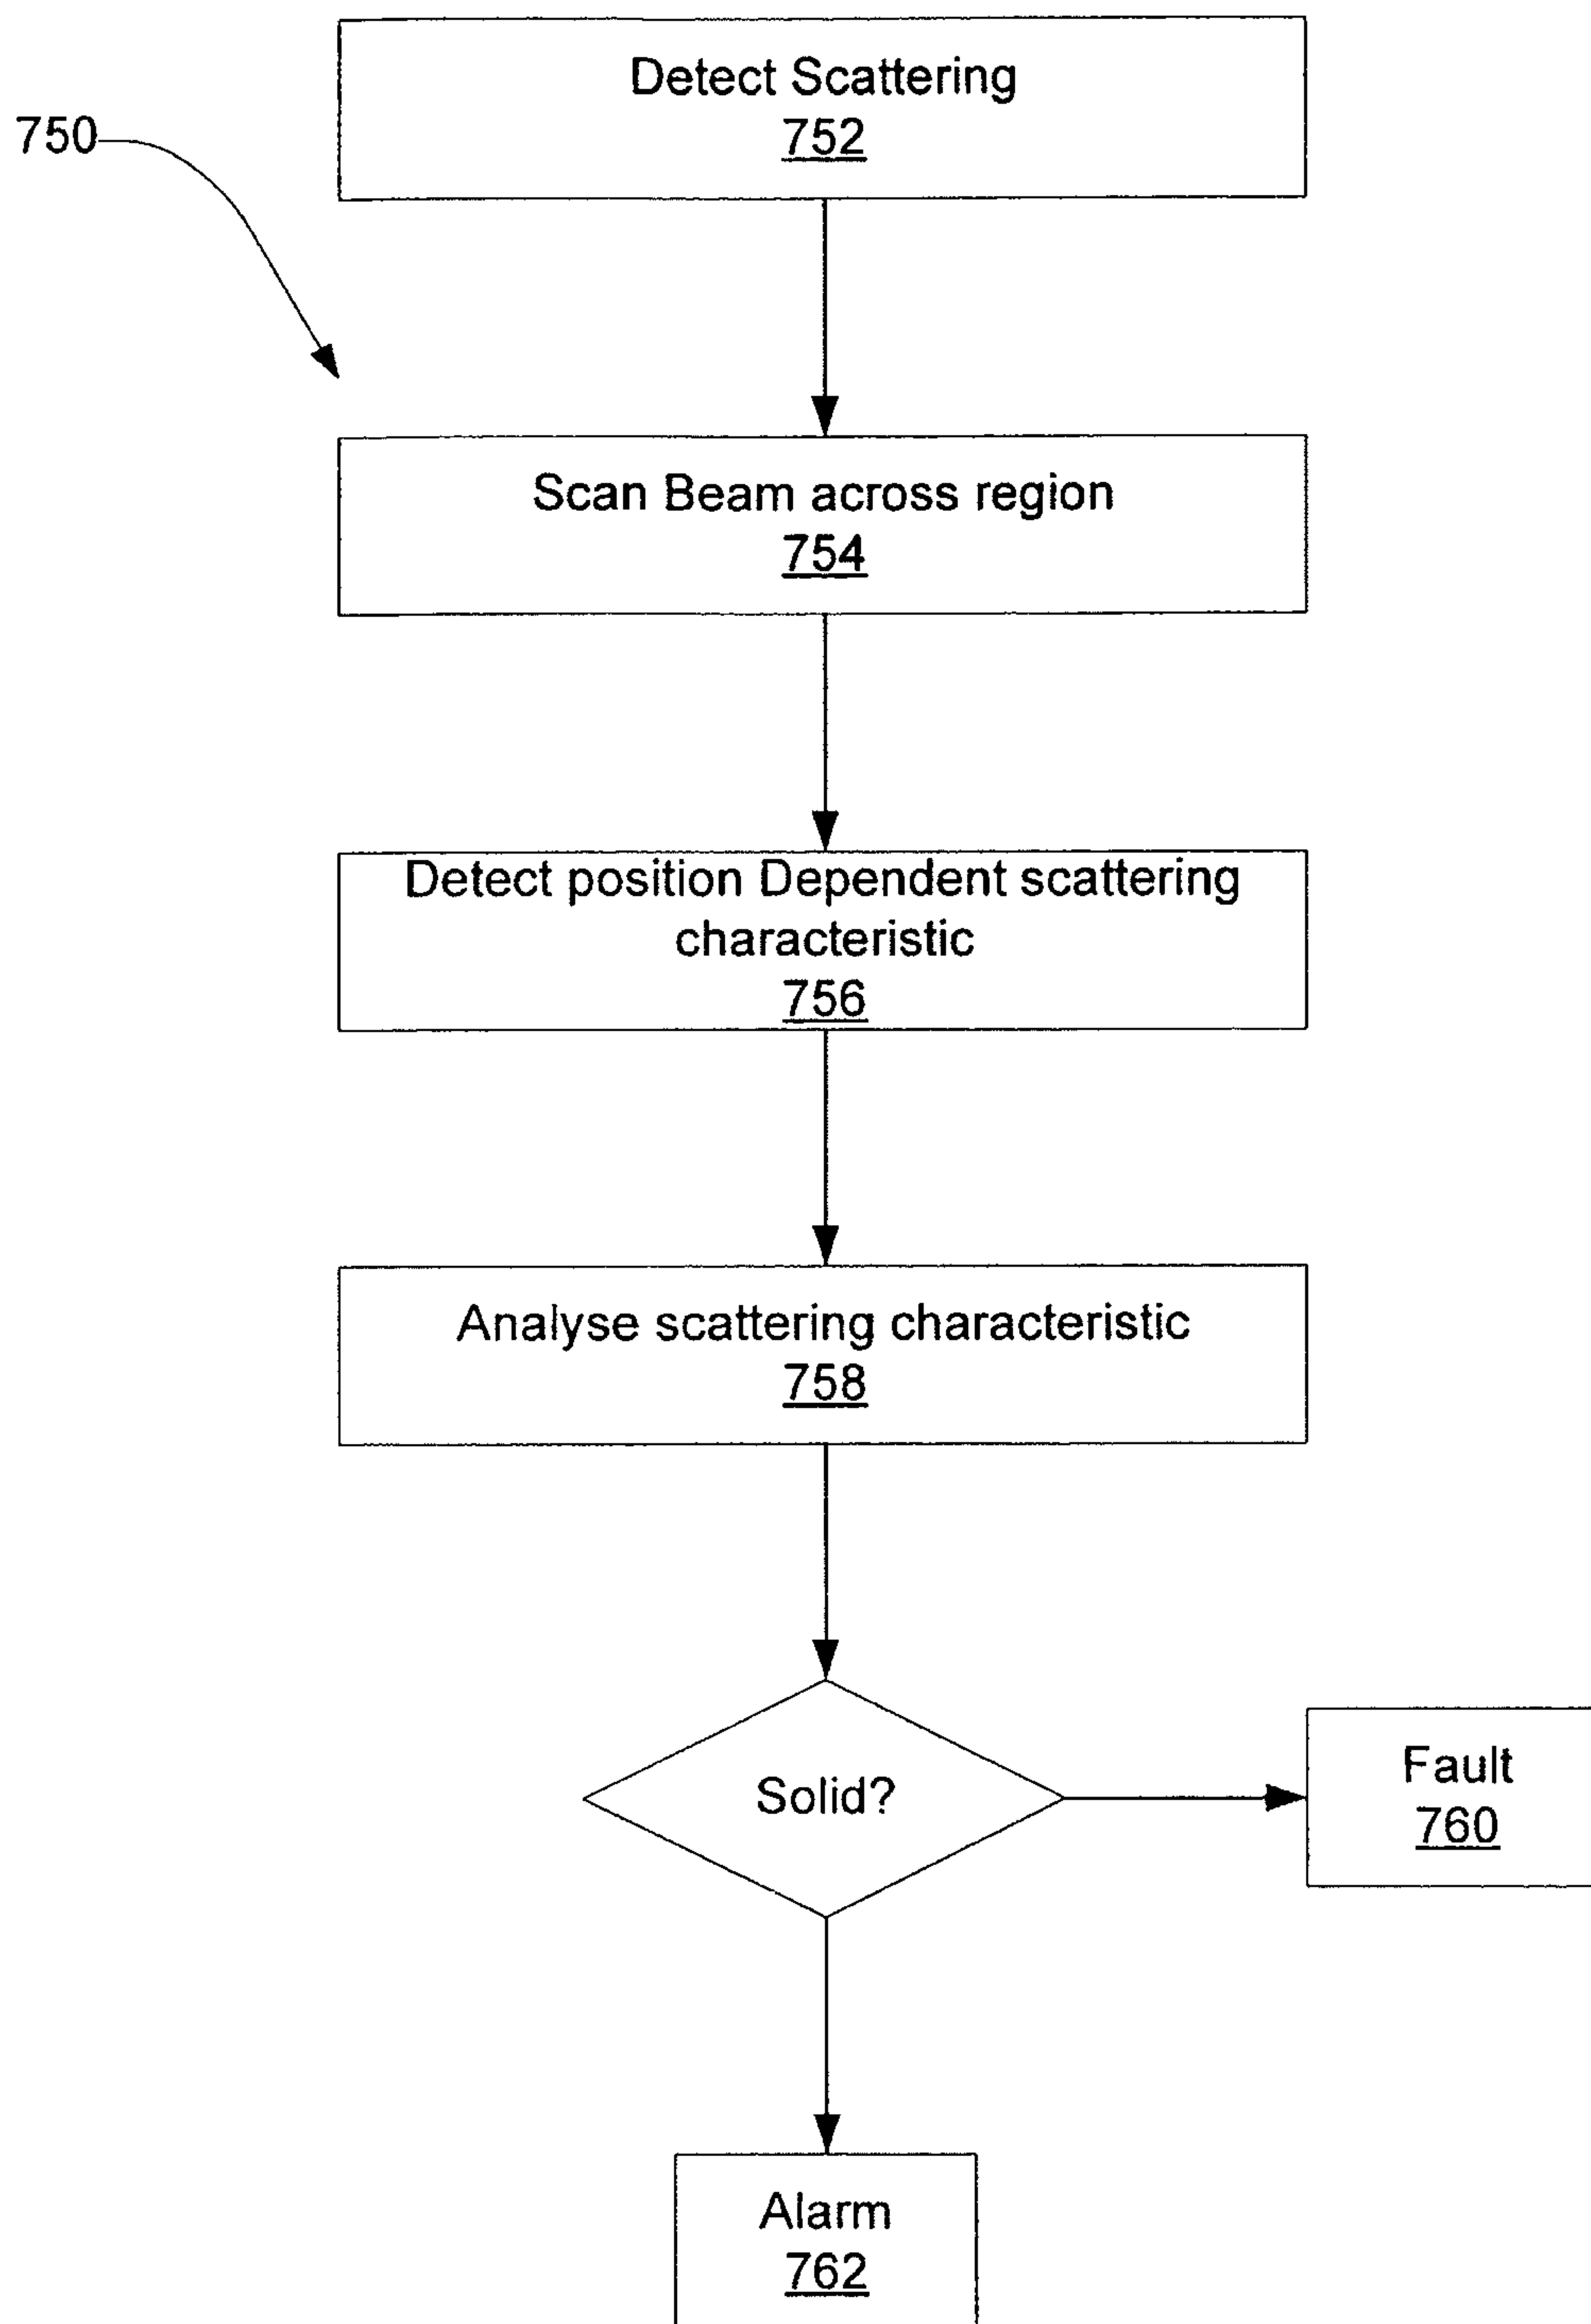 Detect Scattering
752
750
Scan Beam across region
754
Detect position Dependent scattering
characteristic
756
Analyse scattering characteristic
758
Solid?
Fault
760
Alarm
762